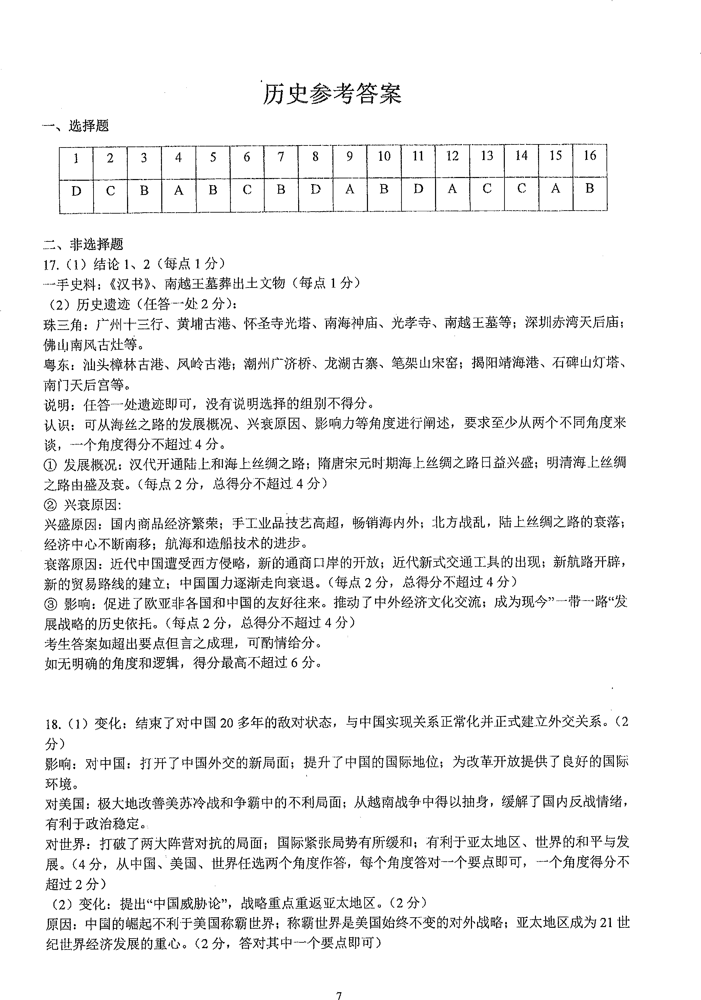 历史参考答案
一、选择题
1 2 3 4 5 6 7 8 9 10 11 12 13 14 15 16
D C B A B C B D A B D A C C A B
二、非选择题
17.（1）结论 1、2（每点 1 分）
一手史料：《汉书》、南越王墓葬出土文物（每点 1 分）
（2）历史遗迹（任答一处 2 分）：
珠三角：广州十三行、黄埔古港、怀圣寺光塔、南海神庙、光孝寺、南越王墓等；深圳赤湾天后庙；
佛山南风古灶等。
粤东：汕头樟林古港、凤岭古港；潮州广济桥、龙湖古寨、笔架山宋窑；揭阳靖海港、石碑山灯塔、
南门天后宫等。
说明：任答一处遗迹即可，没有说明选择的组别不得分。
认识：可从海丝之路的发展概况、兴衰原因、影响力等角度进行阐述，要求至少从两个不同角度来
谈，一个角度得分不超过 4 分。
① 发展概况：汉代开通陆上和海上丝绸之路；隋唐宋元时期海上丝绸之路日益兴盛；明清海上丝绸
之路由盛及衰。（每点 2 分，总得分不超过 4 分）
② 兴衰原因:
兴盛原因：国内商品经济繁荣；手工业品技艺高超，畅销海内外；北方战乱，陆上丝绸之路的衰落；
经济中心不断南移；航海和造船技术的进步。
衰落原因：近代中国遭受西方侵略，新的通商口岸的开放；近代新式交通工具的出现；新航路开辟，
新的贸易路线的建立；中国国力逐渐走向衰退。（每点 2 分，总得分不超过 4 分）
③ 影响：促进了欧亚非各国和中国的友好往来。推动了中外经济文化交流；成为现今”一带一路“发
展战略的历史依托。（每点 2 分，总得分不超过 4 分）
考生答案如超出要点但言之成理，可酌情给分。
如无明确的角度和逻辑，得分最高不超过 6 分。
18.（1）变化：结束了对中国 20 多年的敌对状态，与中国实现关系正常化并正式建立外交关系。（2
分）
影响：对中国：打开了中国外交的新局面；提升了中国的国际地位；为改革开放提供了良好的国际
环境。
对美国：极大地改善美苏冷战和争霸中的不利局面；从越南战争中得以抽身，缓解了国内反战情绪，
有利于政治稳定。
对世界：打破了两大阵营对抗的局面；国际紧张局势有所缓和；有利于亚太地区、世界的和平与发
展。（4 分，从中国、美国、世界任选两个角度作答，每个角度答对一个要点即可，一个角度得分不
超过 2 分）
（2）变化：提出“中国威胁论”，战略重点重返亚太地区。（2 分）
原因：中国的崛起不利于美国称霸世界；称霸世界是美国始终不变的对外战略；亚太地区成为 21 世
纪世界经济发展的重心。（2 分，答对其中一个要点即可）
7